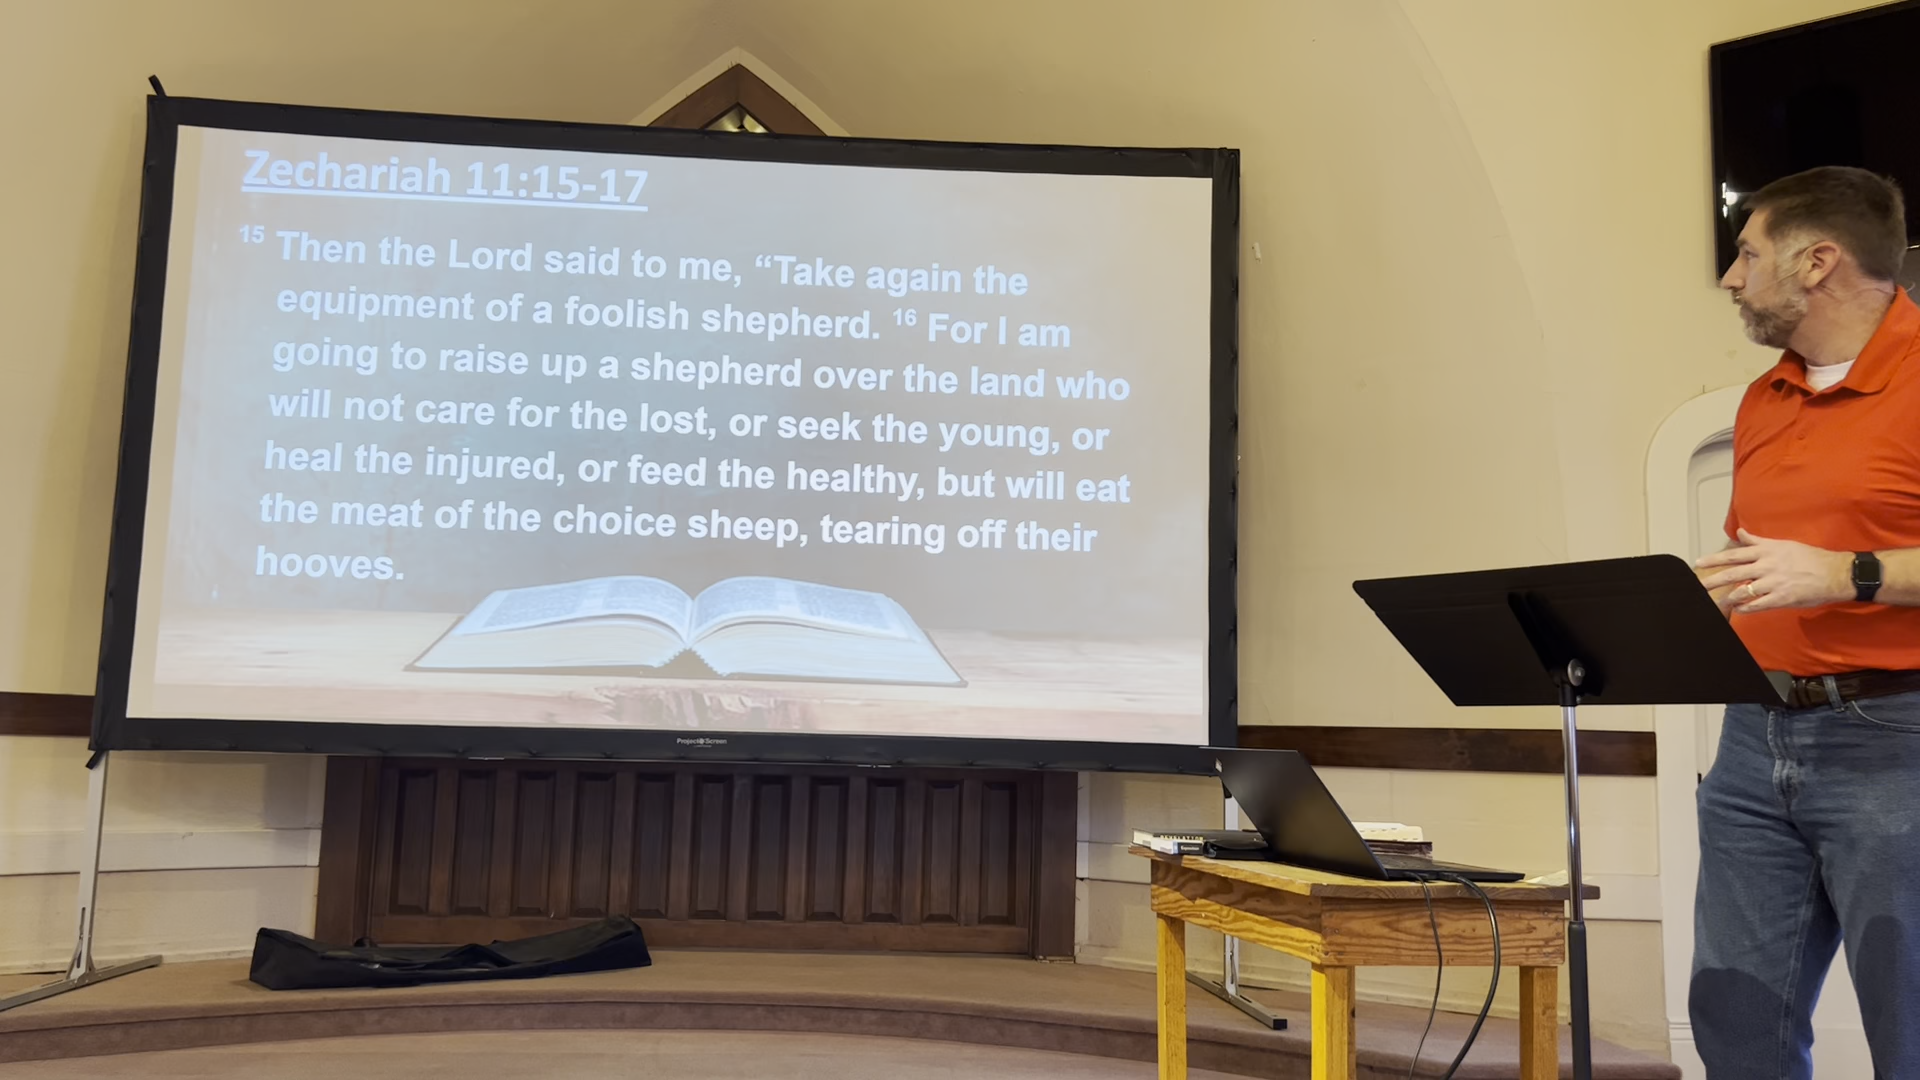 Zechariah 11:15-17
15 Then the Lord said to me, “Take again the
equipment of a foolish shepherd. 16 For I am
going to raise up a shepherd over the land who
will not care for the lost, or seek the young, or
heal the injured, or feed the healthy, but will eat
the meat of the choice sheep, tearing off their
hooves.
Project Screen
REVELATION